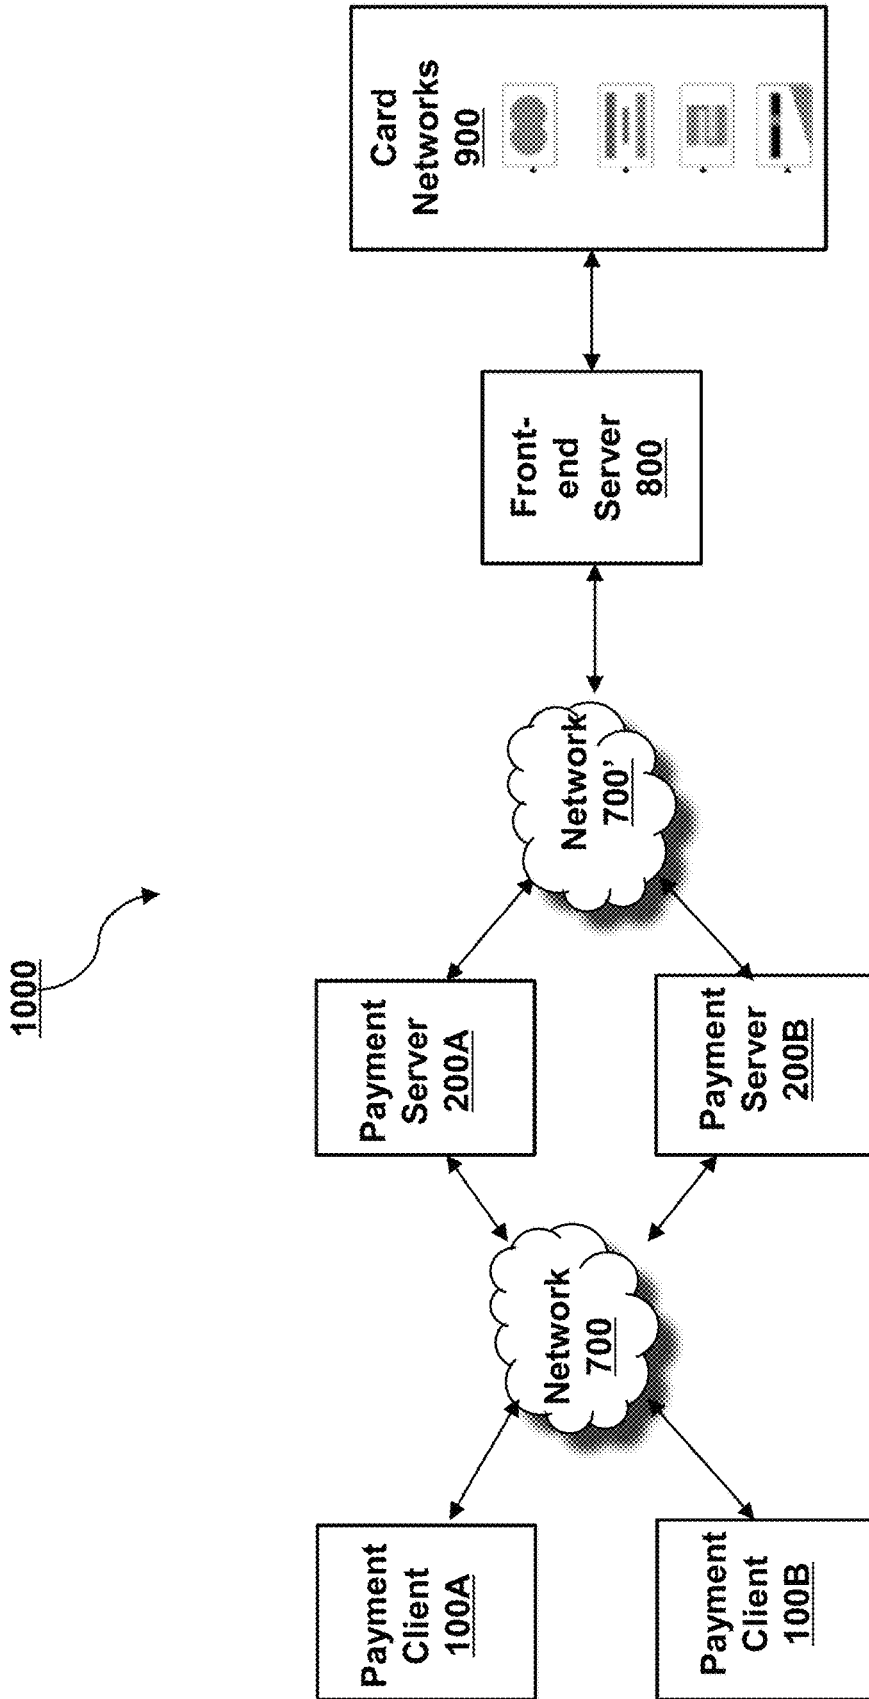 1000
Payment
Client
100A
Payment
Client
100B
Network
700
Payment
Server
200A
Payment
Server
200B
Network
700’
Front-
end
Server
800
Card
Networks
900